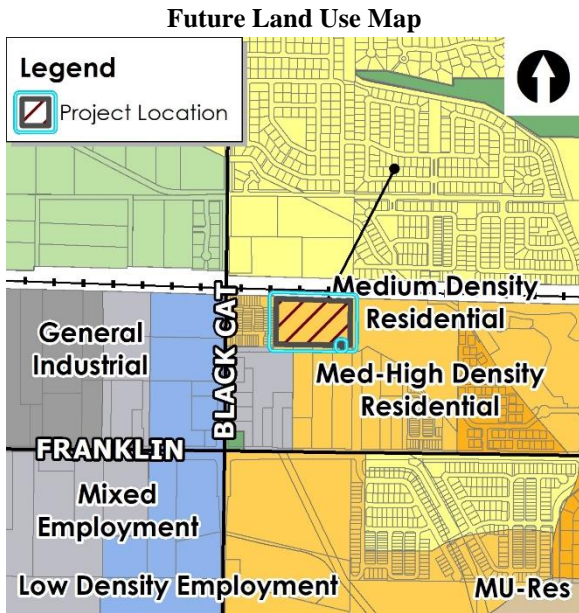 Future Land Use Map
Legend
Project Location
Medium Density
Residential
General
Industrial
BLACK CAT
Med-High Density
Residential
FRANKLIN
Mixed
Employment
Low Density Employment
MU-Res